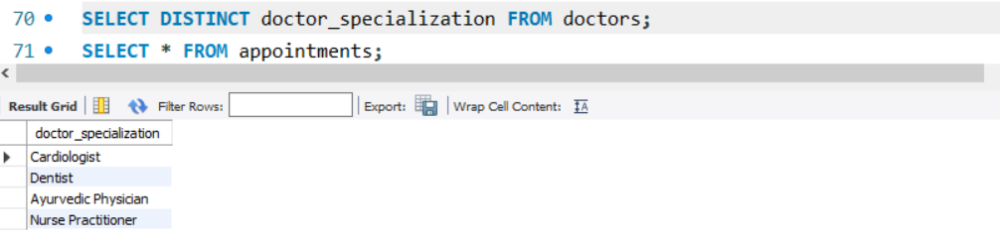 70 SELECT DISTINCT doctor_specialization FROM doctors;
71 SELECT * FROM appointments;
Result Grid Filter Rows: Export: Wrap Cell Content:
doctor_specialization
Cardiologist
Dentist
Ayurvedic Physician
Nurse Practitioner